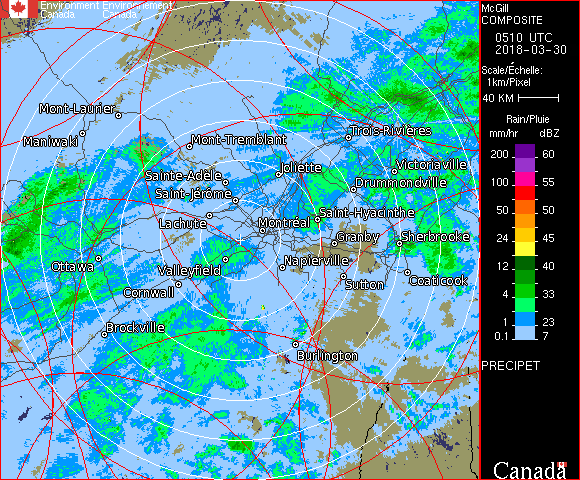 Environment Environnement
Canada Canada
Mont-Laurier
Maniwaki
Mont-Tremblant
Trois-Rivières
Joliette
Victoriaville
Sainte-Adèle
Drummondville
Saint-Jérôme
Saint-Hyacinthe
Lachute
Montréal
Granby
Sherbrooke
Ottawa
Valleyfield
Napierville
Sutton
Coaticook
Cornwall
Brockville
Burlington
McGill
COMPOSITE
0510 UTC
2018-03-30
Scale/Échelle:
1km/Pixel
40 KM
Rain/Pluie
mm/hr dBZ
200 60
100 55
50 50
24 45
12 40
4 33
1 23
0.1 7
PRECIPET
Canada